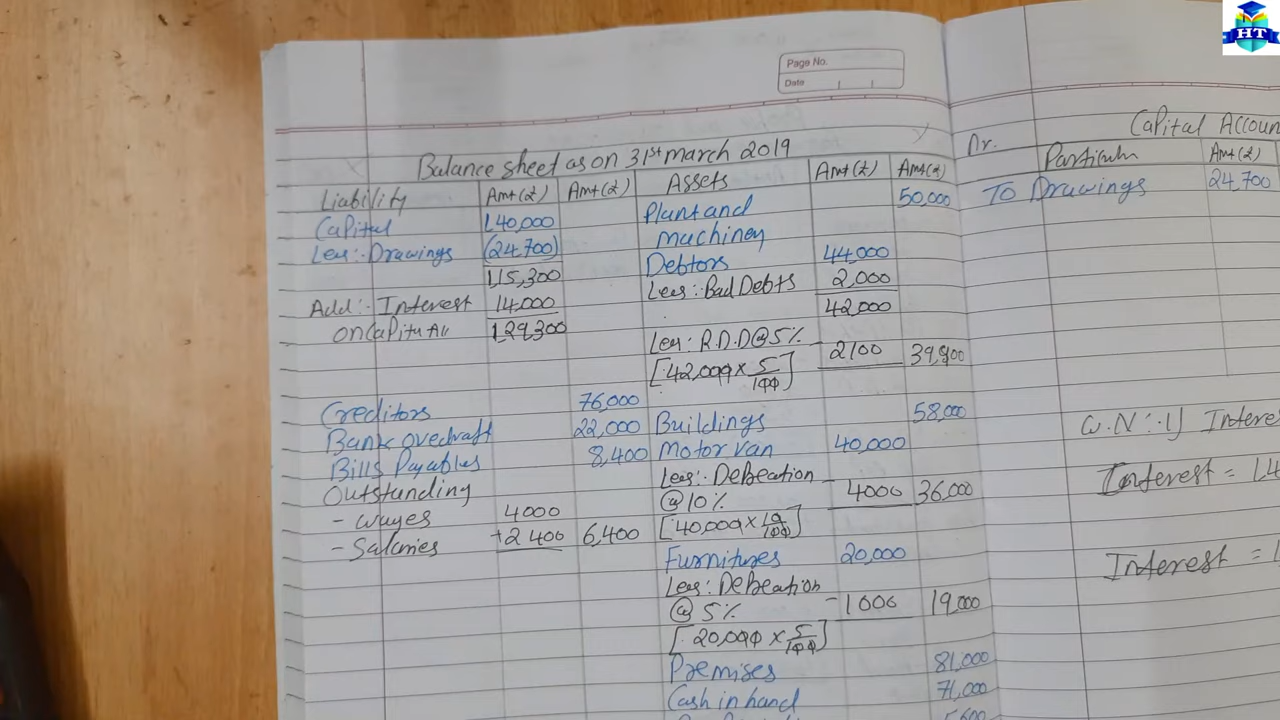 HT
Page No.
Date
Balance sheet as on 31st march 2019
Liability Amt(₹) Amt(₹) Assets Amt(₹) Amt(₹)
Capital 1,40,000 Plant and 50,000
Less:- Drawings (24,700) machinery
1,15,300 Debtors 44,000
Add:- Interest 14,000 Less: Bad Debts 2,000
on Capital 1,29,300 42,000
Less: R.D.D @ 5% - 2100 39,900
[42,000 × 5/100]
Creditors 76,000
Bank ovedraft 22,000 Buildings 58,000
Bills Payables 8,400 Motor van 40,000
Outstanding Less:
- wages 4000 @ 10% - 4000 36,000
- Salaries +2400 6,400 [40,000 × 10/100]
Furnitures 20,000
Less:
@ 5% - 1000 19,000
[20,000 × 5/100]
Premises 81,000
Cash in hand 71,000
5600
Capital Accoun
Dr.
Amt(₹)
To Drawings 24,700
W.N:- 1) Intere
Interest = 1,4
Interest = 1